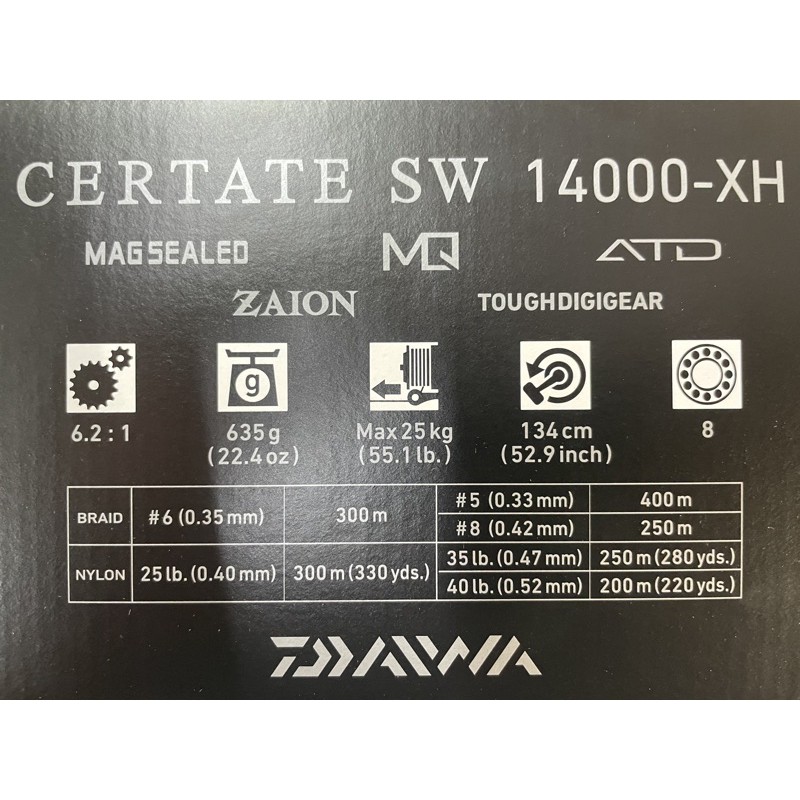 CERTATE SW 14000-XH
MAGSEALED MQ ATD
ZAION TOUGHDIGIGEAR
g
6.2 : 1 635 g Max 25 kg 134 cm 8
(22.4 oz) (55.1 lb.) (52.9 inch)
BRAID #6 (0.35 mm) 300 m #5 (0.33 mm) 400 m
#8 (0.42 mm) 250 m
NYLON 25 lb. (0.40 mm) 300 m (330 yds.) 35 lb. (0.47 mm) 250 m (280 yds.)
40 lb. (0.52 mm) 200 m (220 yds.)
DAIWA